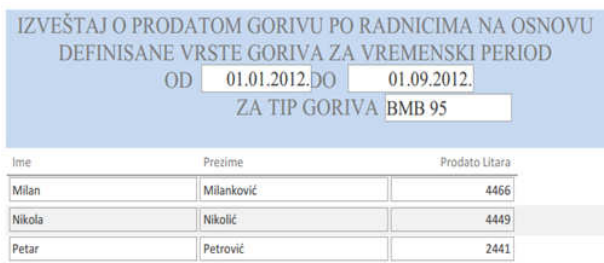 IZVEŠTAJ O PRODATOM GORIVU PO RADNICIMA NA OSNOVU
DEFINISANE VRSTE GORIVA ZA VREMENSKI PERIOD
OD 01.01.2012. DO 01.09.2012.
ZA TIP GORIVA BMB 95
Ime Prezime Prodato Litara
Milan Milanković 4466
Nikola Nikolić 4449
Petar Petrović 2441